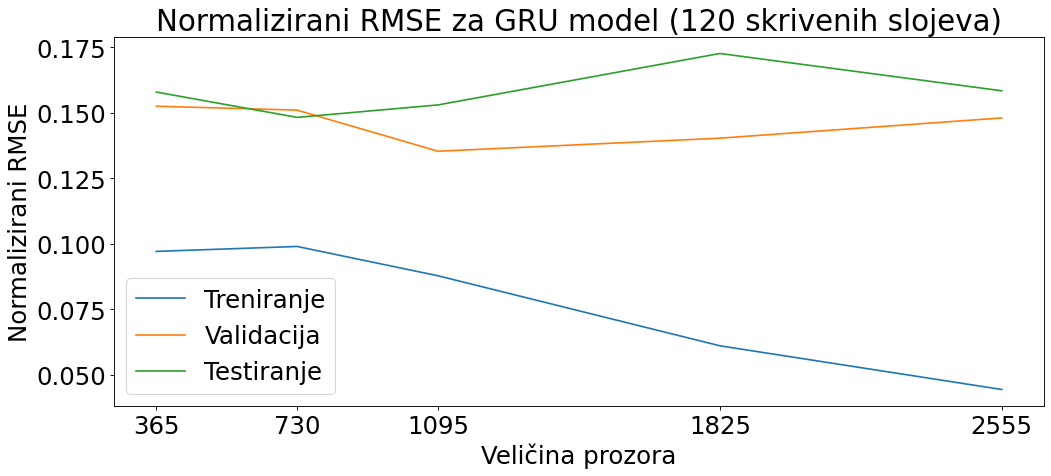 Normalizirani RMSE za GRU model (120 skrivenih slojeva)
Normalizirani RMSE
0.175
0.150
0.125
0.100
0.075
0.050
Treniranje
Validacija
Testiranje
365 730 1095 1825 2555
Veličina prozora